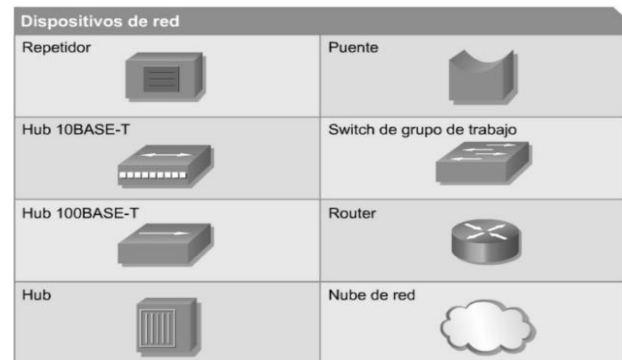 Dispositivos de red
Repetidor
Puente
Hub 10BASE-T
Switch de grupo de trabajo
Hub 100BASE-T
Router
Hub
Nube de red